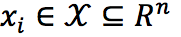 𝑥ᵢ ∈ 𝒳 ⊆ 𝑅ⁿ